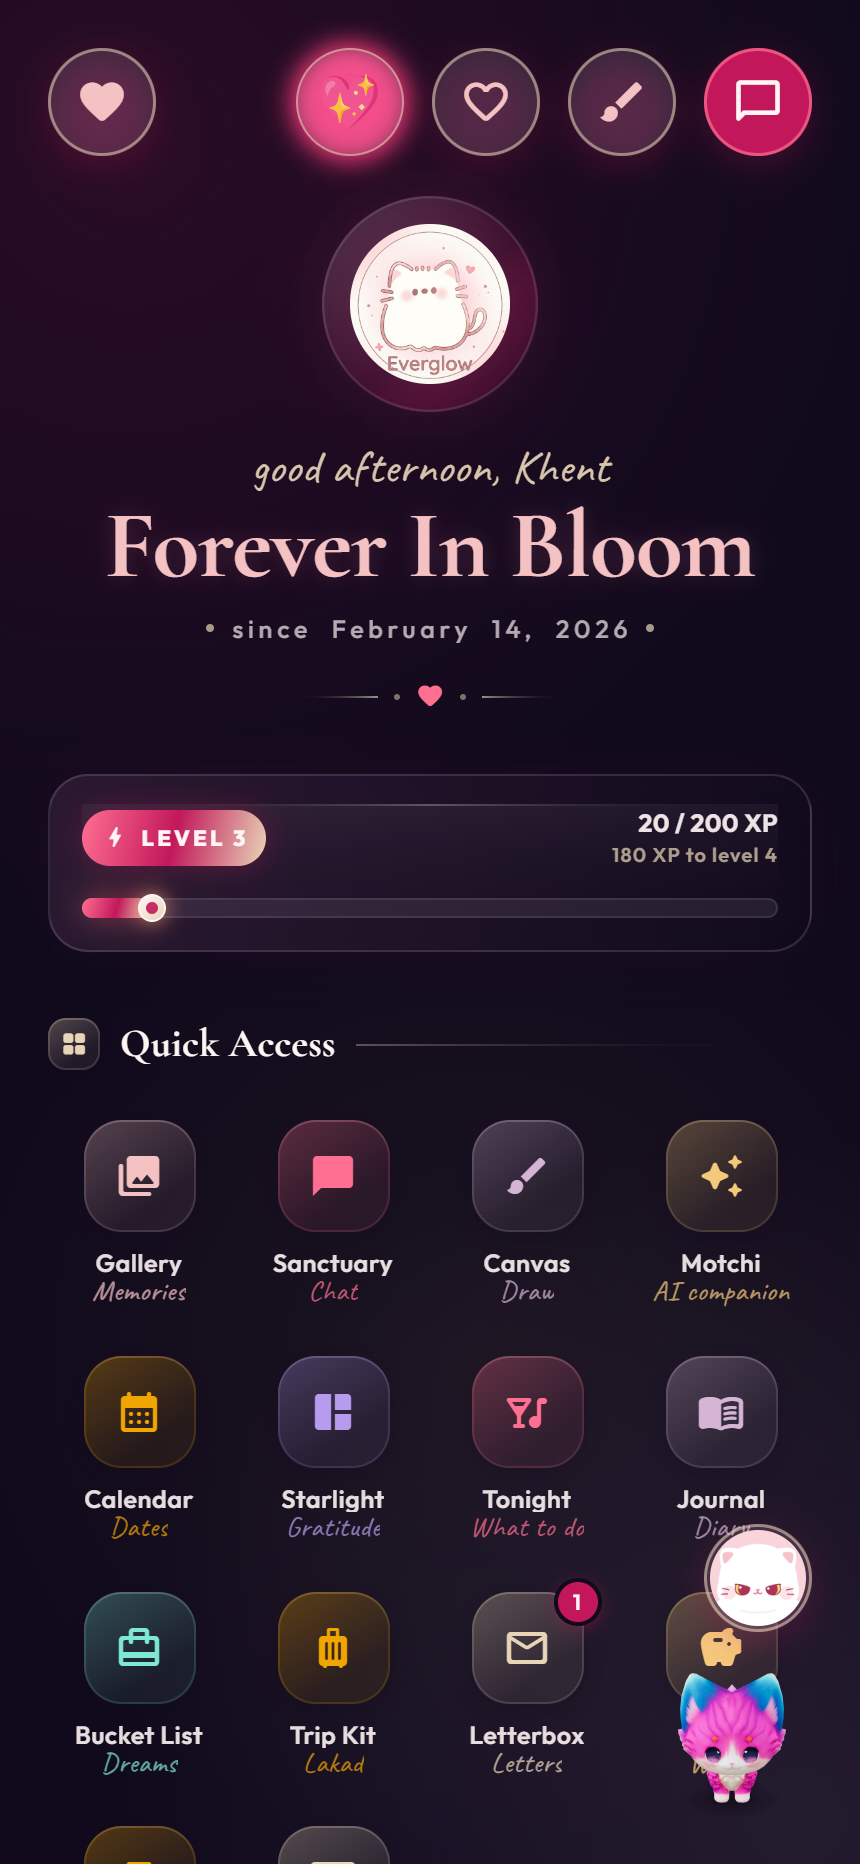 Everglow
good afternoon, Khent
Forever In Bloom
• since February 14, 2026 •
LEVEL 3
20 / 200 XP
180 XP to level 4
Quick Access
Gallery
Memories
Sanctuary
Chat
Canvas
Draw
Motchi
AI companion
Calendar
Dates
Starlight
Gratitude
Tonight
What to do
Journal
Diary
Bucket List
Dreams
Trip Kit
Lakad
1
Letterbox
Letters